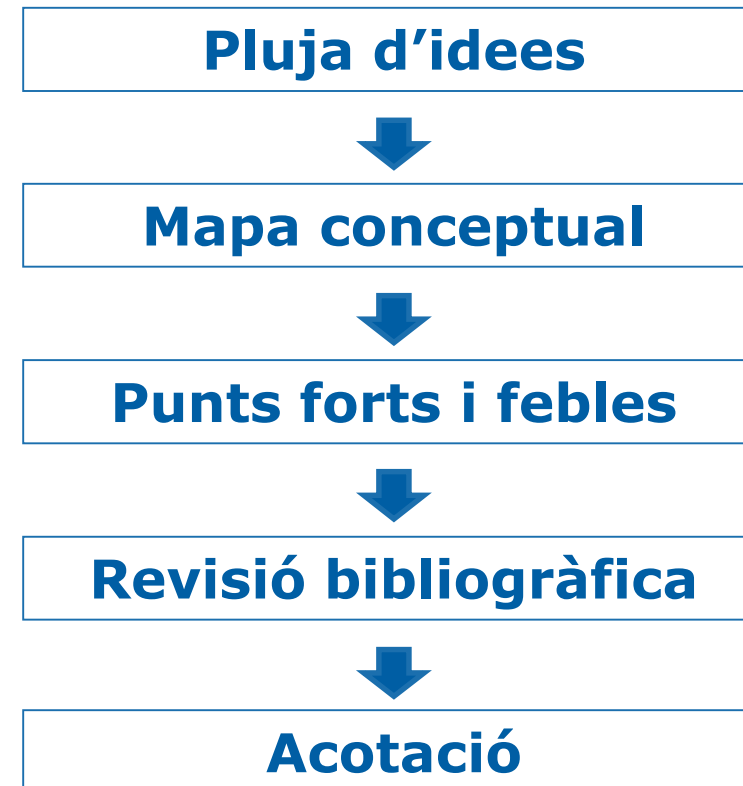 Pluja d’idees
Mapa conceptual
Punts forts i febles
Revisió bibliogràfica
Acotació